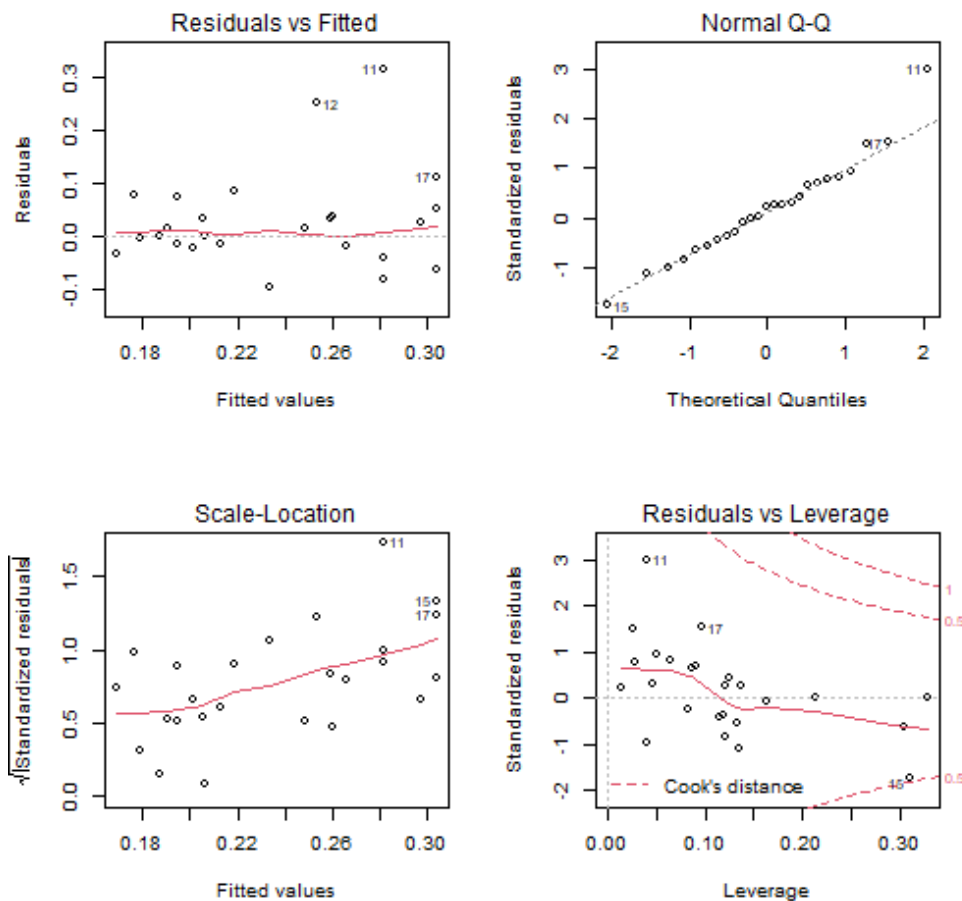 Residuals vs Fitted
Residuals
0.3
0.2
0.1
0.0
-0.1
11
12
17
0.18 0.22 0.26 0.30
Fitted values
Normal Q-Q
Standardized residuals
3
2
1
0
-1
11
17
15
-2 -1 0 1 2
Theoretical Quantiles
Scale-Location
√|Standardized residuals
1.5
1.0
0.5
0.0
11
15
17
0.18 0.22 0.26 0.30
Fitted values
Residuals vs Leverage
Standardized residuals
3
2
1
0
-1
-2
11
17
15
1
0.5
0.5
Cook's distance
0.00 0.10 0.20 0.30
Leverage